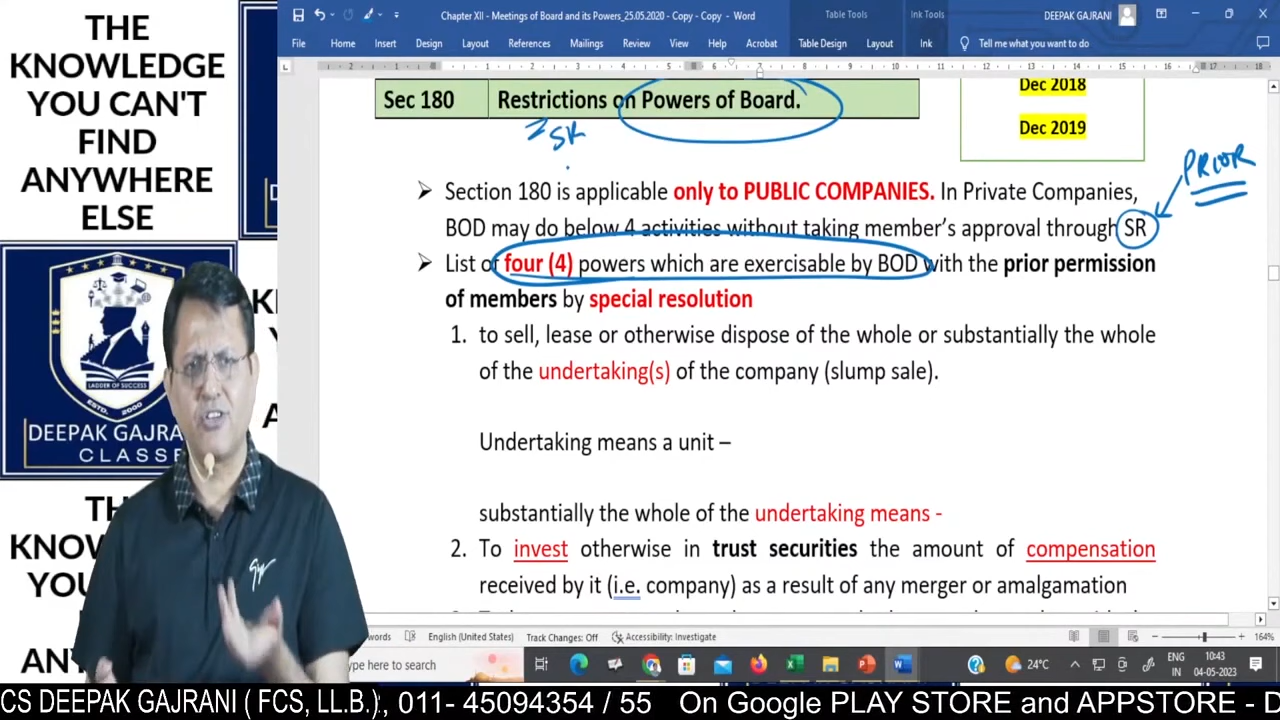 THE
KNOWLEDGE
YOU CAN'T
FIND
ANYWHERE
ELSE
LADDER OF SUCCESS
ESTD. 2000
DEEPAK GAJRA
CLASSE
Chapter XII - Meetings of Board and its Powers_25.05.2020 - Copy - Copy - Word
Table Tools
Ink Tools
DEEPAK GAJRANI
File Home Insert Design Layout References Mailings Review View Help Acrobat Table Design Layout Ink Tell me what you want to do
Sec 180 Restrictions on Powers of Board.
Dec 2018
Dec 2019
SR
PRIOR
➢ Section 180 is applicable only to PUBLIC COMPANIES. In Private Companies,
BOD may do below 4 activities without taking member's approval through SR
➢ List of four (4) powers which are exercisable by BOD with the prior permission
of members by special resolution
1. to sell, lease or otherwise dispose of the whole or substantially the whole
of the undertaking(s) of the company (slump sale).
Undertaking means a unit –
substantially the whole of the undertaking means -
2. To invest otherwise in trust securities the amount of compensation
received by it (i.e. company) as a result of any merger or amalgamation
words English (United States) Track Changes: Off Accessibility: Investigate 164%
ype here to search
24°C
ENG
IN
10:43
04-05-2023
CS DEEPAK GAJRANI ( FCS, LL.B.), 011- 45094354 / 55 On Google PLAY STORE and APPSTORE - D